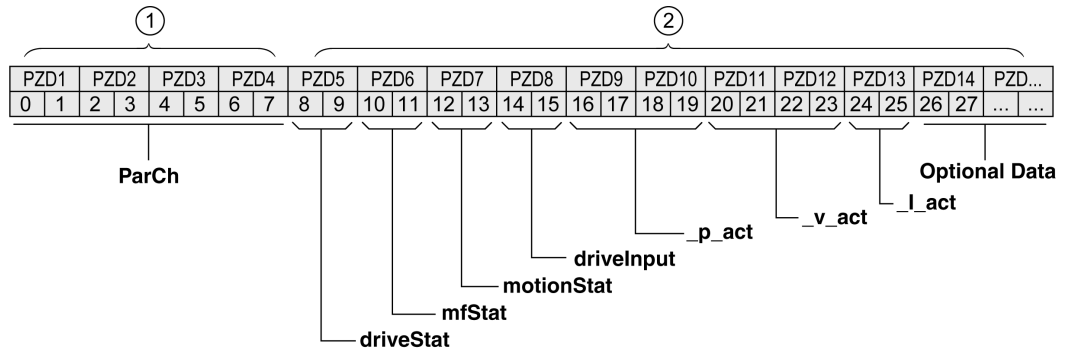 1 2
PZD1 PZD2 PZD3 PZD4 PZD5 PZD6 PZD7 PZD8 PZD9 PZD10 PZD11 PZD12 PZD13 PZD14 PZD...
0 1 2 3 4 5 6 7 8 9 10 11 12 13 14 15 16 17 18 19 20 21 22 23 24 25 26 27 ... ...
ParCh
Optional Data
_I_act
_v_act
_p_act
driveInput
motionStat
mfStat
driveStat